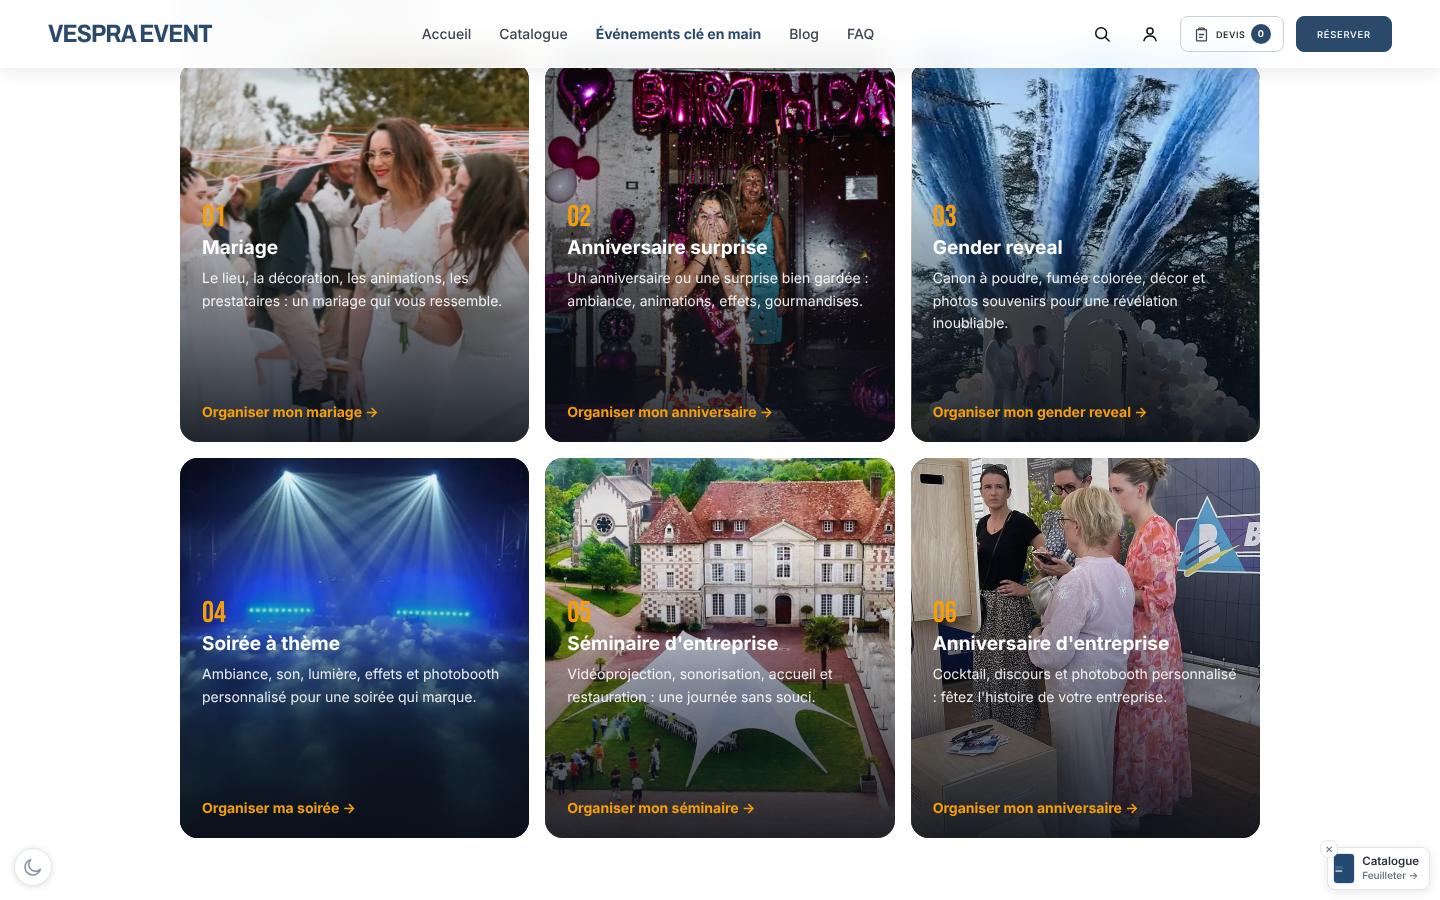 VESPRA EVENT
Accueil
Catalogue
Événements clé en main
Blog
FAQ
DEVIS
0
RÉSERVER
BIRTHDA
01
Mariage
Le lieu, la décoration, les animations, les
prestataires : un mariage qui vous ressemble.
Organiser mon mariage →
02
Anniversaire surprise
Un anniversaire ou une surprise bien gardée :
ambiance, animations, effets, gourmandises.
Organiser mon anniversaire →
03
Gender reveal
Canon à poudre, fumée colorée, décor et
photos souvenirs pour une révélation
inoubliable.
Organiser mon gender reveal →
04
Soirée à thème
Ambiance, son, lumière, effets et photobooth
personnalisé pour une soirée qui marque.
Organiser ma soirée →
05
Séminaire d'entreprise
Vidéoprojection, sonorisation, accueil et
restauration : une journée sans souci.
Organiser mon séminaire →
06
Anniversaire d'entreprise
Cocktail, discours et photobooth personnalisé
: fêtez l'histoire de votre entreprise.
Organiser mon anniversaire →
Catalogue
Feuilleter →